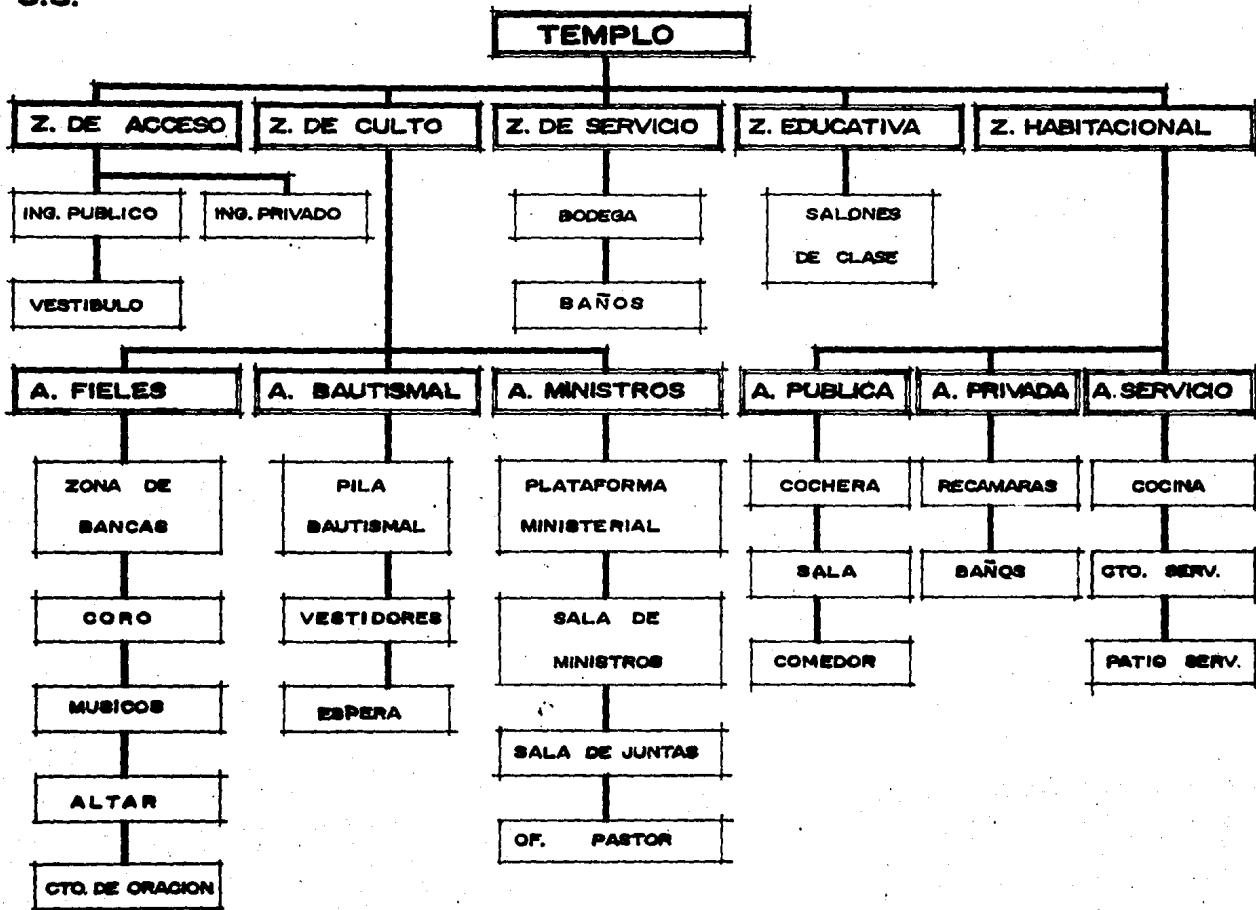 TEMPLO
Z. DE ACCESO
Z. DE CULTO
Z. DE SERVICIO
Z. EDUCATIVA
Z. HABITACIONAL
ING. PUBLICO
ING. PRIVADO
BODEGA
SALONES
DE CLASE
VESTIBULO
BAÑOS
A. FIELES
A. BAUTISMAL
A. MINISTROS
A. PUBLICA
A. PRIVADA
A. SERVICIO
ZONA DE
BANCAS
CORO
MUSICOS
ALTAR
CTO. DE ORACION
PILA
BAUTISMAL
VESTIDORES
ESPERA
PLATAFORMA
MINISTERIAL
SALA DE
MINISTROS
SALA DE JUNTAS
OF. PASTOR
COCHERA
SALA
COMEDOR
RECAMARAS
BAÑOS
COCINA
CTO. SERV.
PATIO SERV.